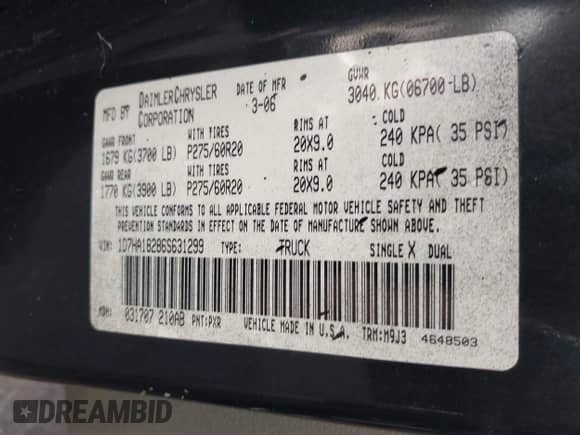 MFD BY DAIMLERCHRYSLER CORPORATION DATE OF MFR 3-06 GVWR 3040 KG(06700-LB)
GAWR FRONT WITH TIRES RIMS AT COLD
1679 KG(3700 LB) P275/60R20 20X9.0 240 KPA( 35 PSI)
GAWR REAR WITH TIRES RIMS AT COLD
1770 KG(3900 LB) P275/60R20 20X9.0 240 KPA( 35 PSI)
THIS VEHICLE CONFORMS TO ALL APPLICABLE FEDERAL MOTOR VEHICLE SAFETY AND THEFT
PREVENTION STANDARDS IN EFFECT ON THE DATE OF MANUFACTURE SHOWN ABOVE.
VIN: 1D7HA18286S631299 TYPE: TRUCK SINGLE X DUAL
MDH: 031707 210AB PNT:PXR VEHICLE MADE IN U.S.A. TRM:M9J3 4648503
DREAMBID